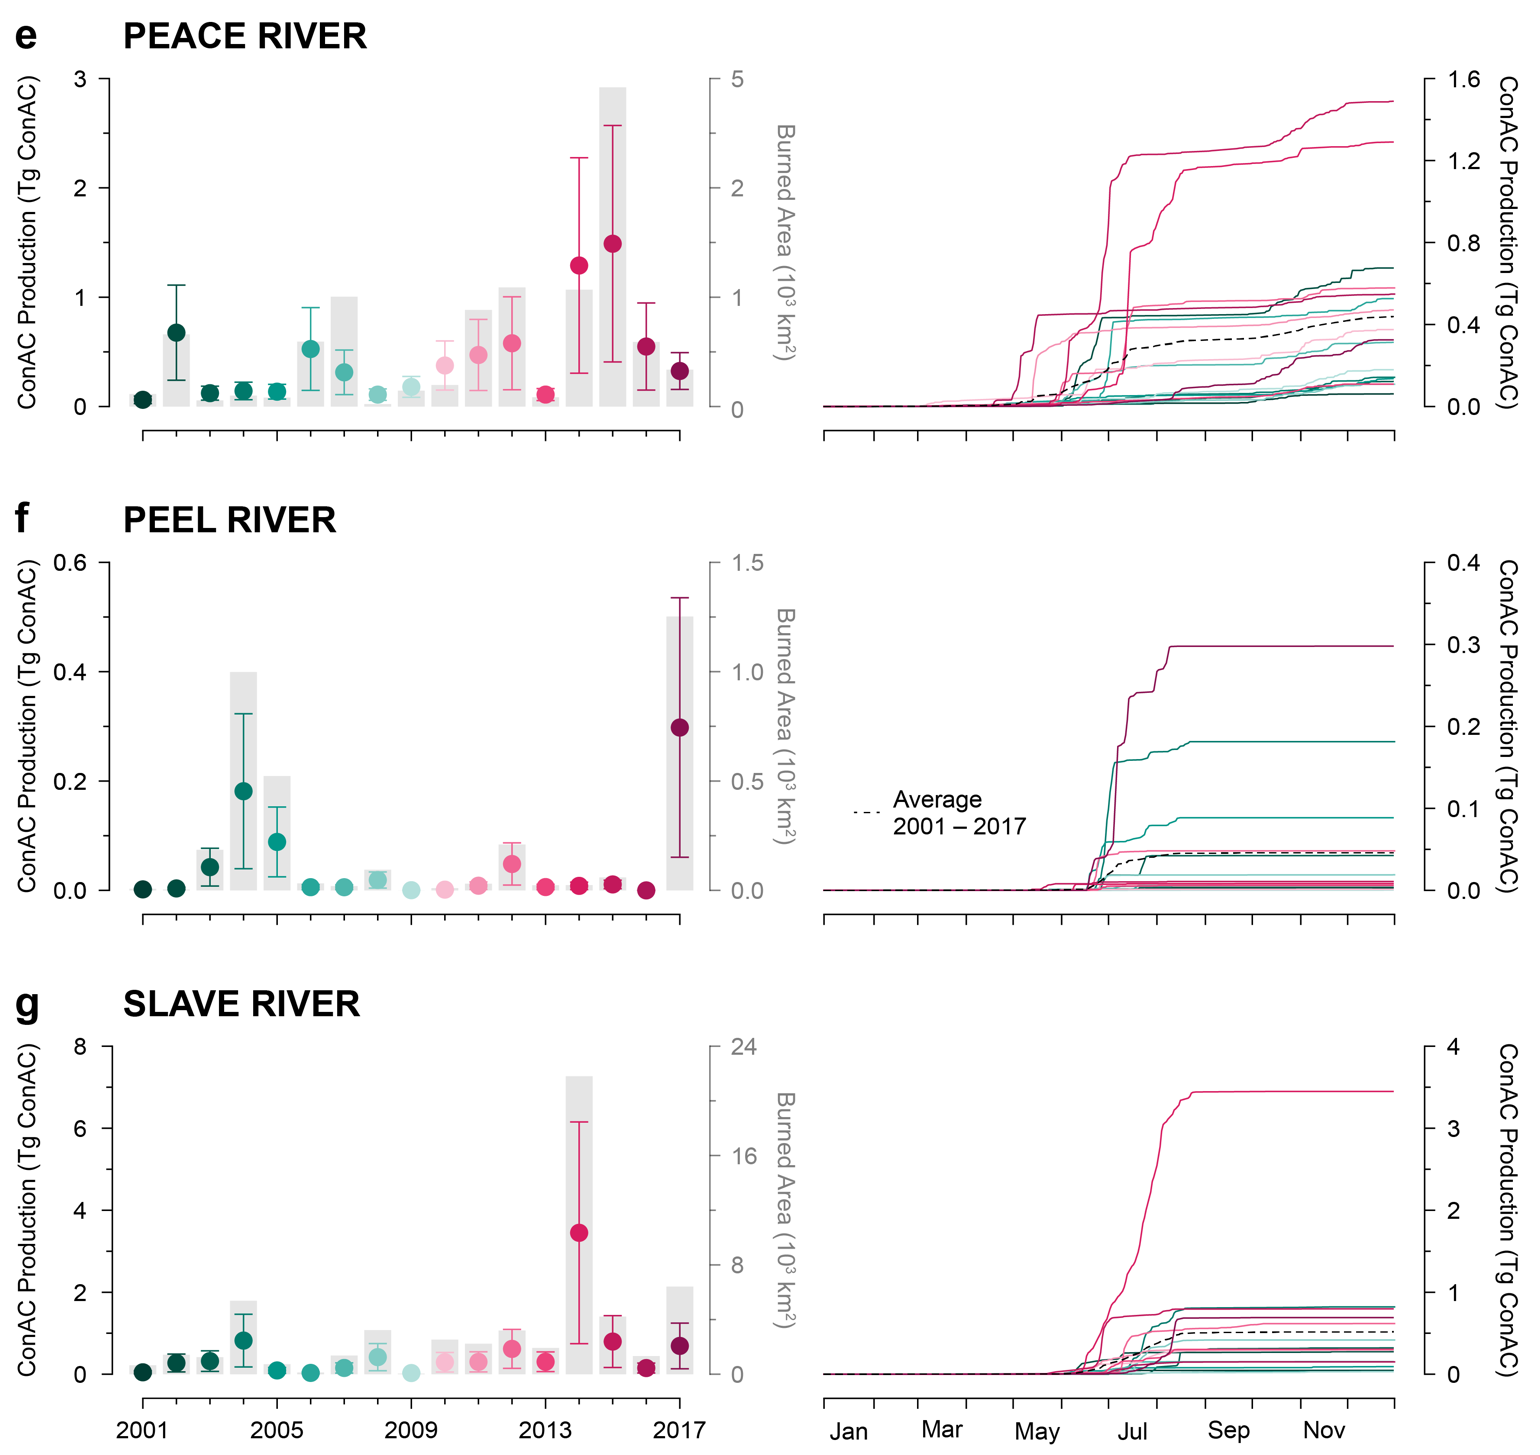 e PEACE RIVER
ConAC Production (Tg ConAC)
3
2
1
0
5
2
1
0
Burned Area (10³ km²)
1.6
1.2
0.8
0.4
0.0
ConAC Production (Tg ConAC)
f PEEL RIVER
ConAC Production (Tg ConAC)
0.6
0.4
0.2
0.0
1.5
1.0
0.5
0.0
Burned Area (10³ km²)
Average
2001 – 2017
0.4
0.3
0.2
0.1
0.0
ConAC Production (Tg ConAC)
g SLAVE RIVER
ConAC Production (Tg ConAC)
8
6
4
2
0
24
16
8
0
Burned Area (10³ km²)
4
3
2
1
0
ConAC Production (Tg ConAC)
2001 2005 2009 2013 2017
Jan Mar May Jul Sep Nov